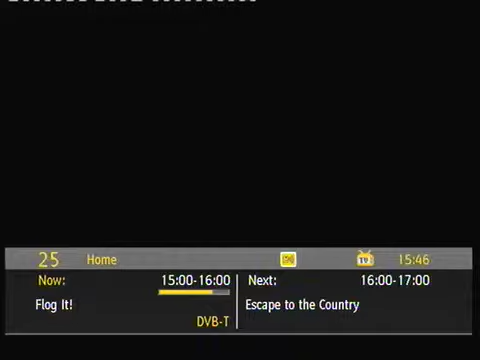 25 Home TV 15:46
Now: 15:00-16:00 Next: 16:00-17:00
Flog It! Escape to the Country
DVB-T